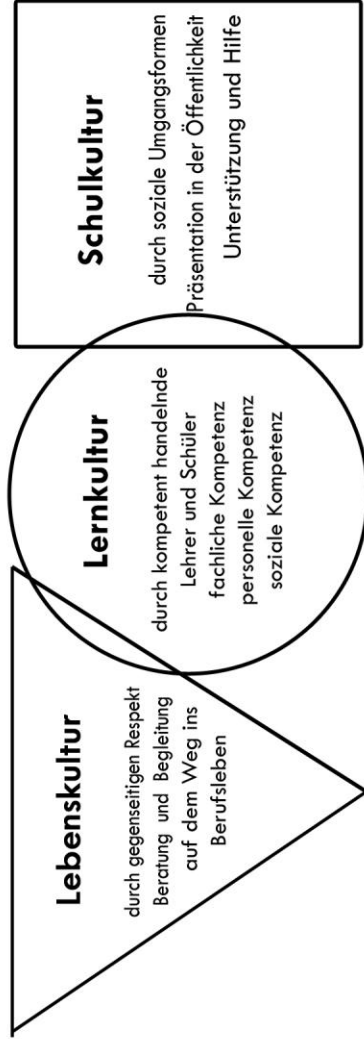 Lebenskultur
durch gegenseitigen Respekt
Beratung und Begleitung
auf dem Weg ins
Berufsleben
Lernkultur
durch kompetent handelnde
Lehrer und Schüler
fachliche Kompetenz
personelle Kompetenz
soziale Kompetenz
Schulkultur
durch soziale Umgangsformen
Präsentation in der Öffentlichkeit
Unterstützung und Hilfe